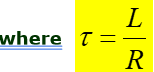 where τ = L/R